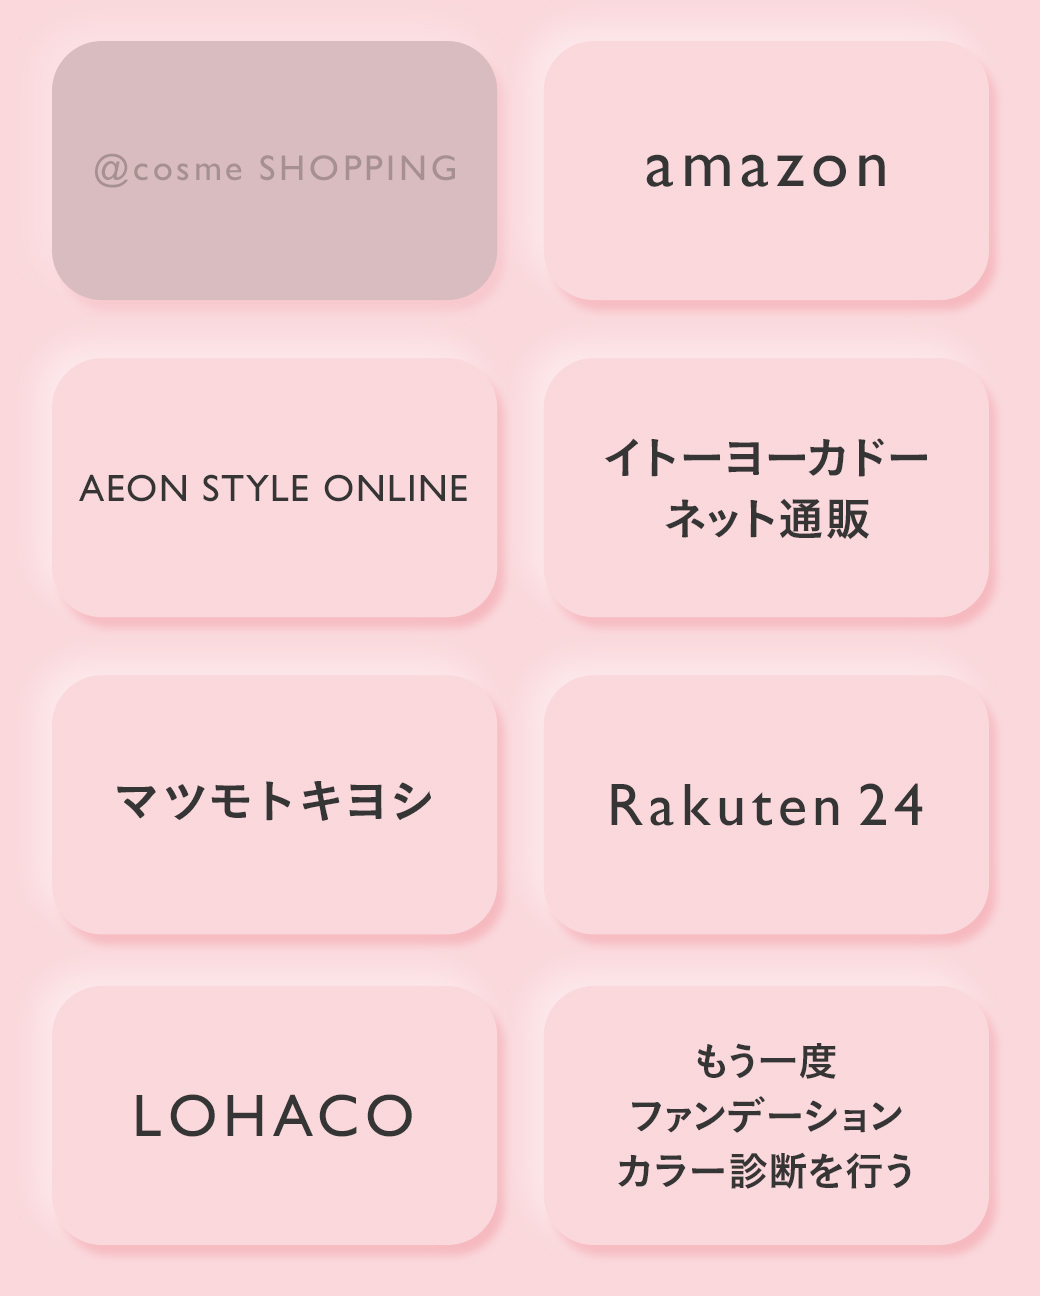 @cosme SHOPPING
amazon
AEON STYLE ONLINE
イトーヨーカドー
ネット通販
マツモトキヨシ
Rakuten 24
LOHACO
もう一度
ファンデーション
カラー診断を行う